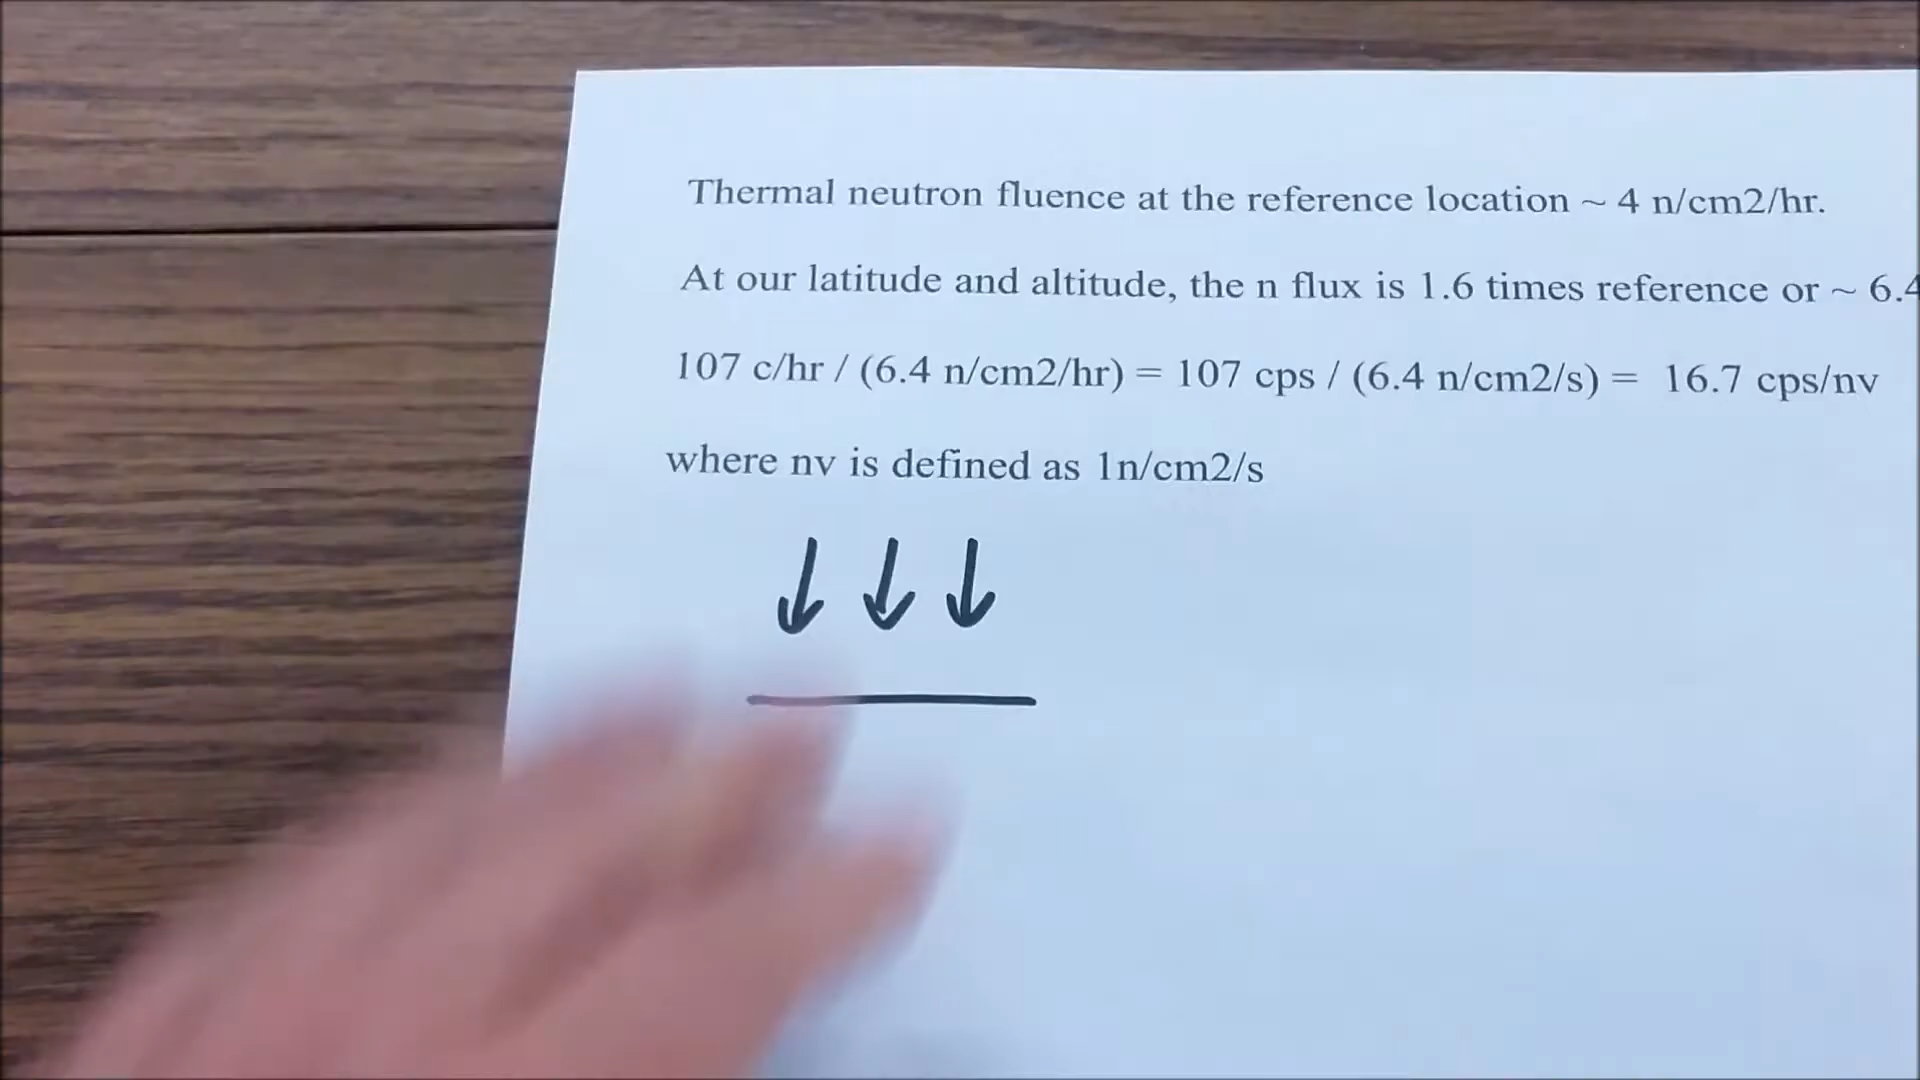 Thermal neutron fluence at the reference location ~ 4 n/cm2/hr.
At our latitude and altitude, the n flux is 1.6 times reference or ~ 6.4
107 c/hr / (6.4 n/cm2/hr) = 107 cps / (6.4 n/cm2/s) = 16.7 cps/nv
where nv is defined as 1n/cm2/s